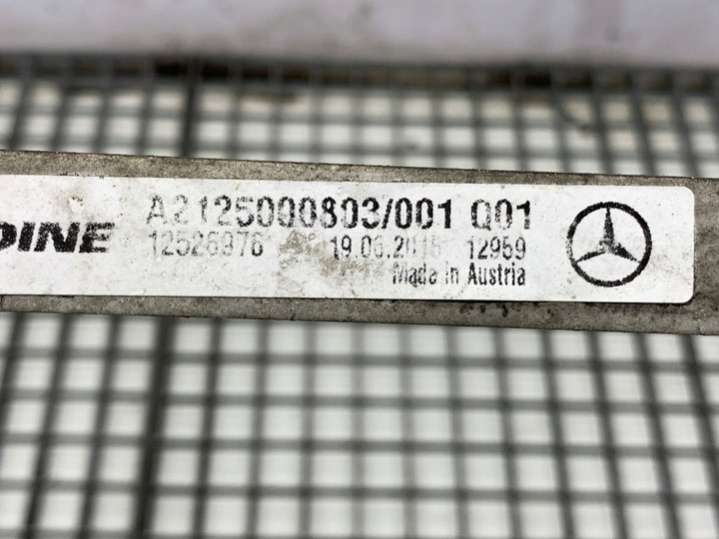 DINE
A2125000803/001 Q01
12526976 19.06.2015 12959
Made in Austria